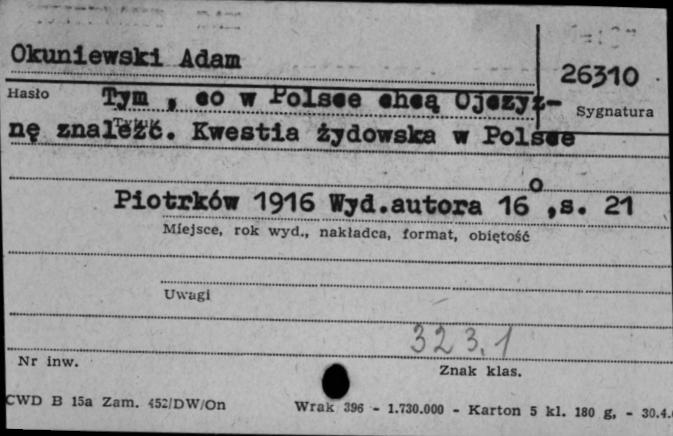 Okuniewski Adam
26310
Hasło
Tym , co w Polsce chcą Ojczyz-
Sygnatura
nę znaleźć. Kwestia żydowska w Polsce
Tytuł
Piotrków 1916 Wyd.autora 16° ,s. 21
Miejsce, rok wyd., nakładca, format, objętość
Uwagi
323,1
Nr inw.
Znak klas.
CWD B 15a Zam. 452/DW/On
Wrak 396 - 1.730.000 - Karton 5 kl. 180 g, - 30.4.